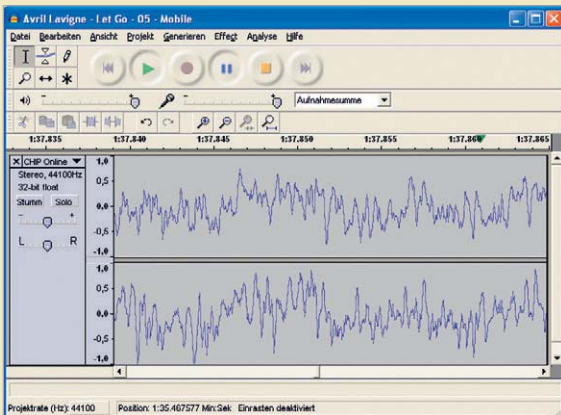 Avril Lavigne - Let Go - 05 - Mobile
Datei Bearbeiten Ansicht Projekt Generieren Effekt Analyse Hilfe
Aufnahmesumme
1:37.835 1:37.840 1:37.845 1:37.850 1:37.855 1:37.860 1:37.865
CHIP Online
Stereo, 44100Hz
32-bit float
Stumm Solo
- +
L R
1,0
0,5
0,0
-0,5
-1,0
1,0
0,5
0,0
-0,5
-1,0
Projektrate (Hz): 44100 Position: 1:35.467577 Min:Sek Einrasten deaktiviert